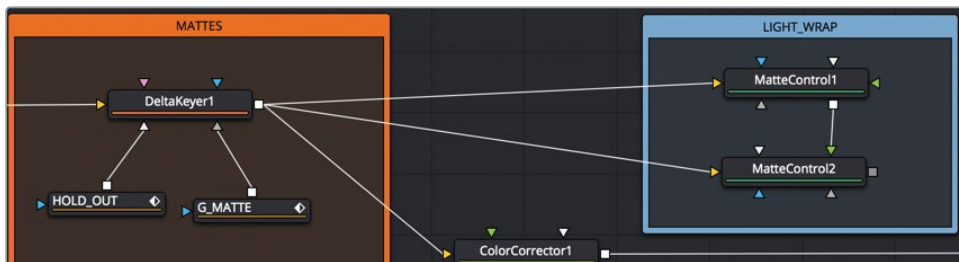 MATTES
LIGHT_WRAP
DeltaKeyer1
MatteControl1
HOLD_OUT
G_MATTE
MatteControl2
ColorCorrector1